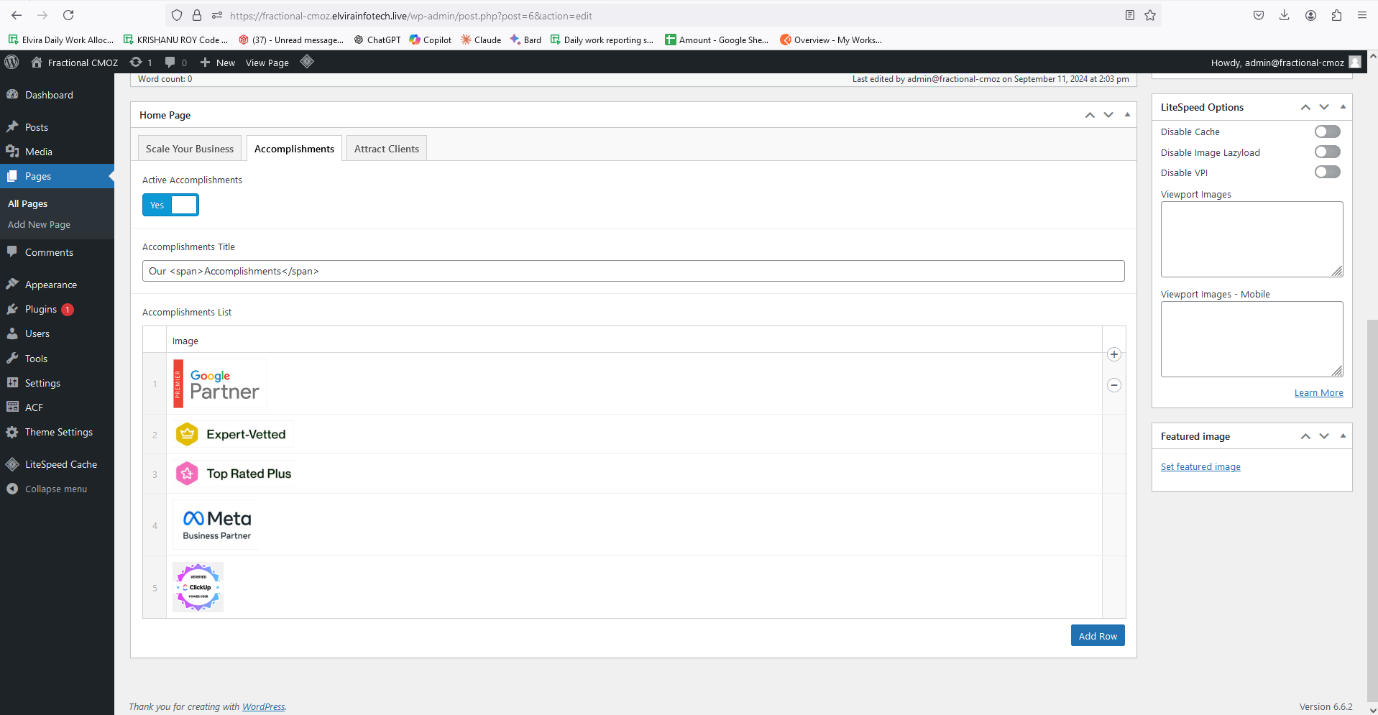 https://fractional-cmoz.elvirainfotech.live/wp-admin/post.php?post=6&action=edit
Elvira Daily Work Alloc... KRISHANU ROY Code ... (37) - Unread message... ChatGPT Copilot Claude Bard Daily work reporting s... Amount - Google She... Overview - My Works...
Fractional CMOZ 1 0 New View Page Howdy, admin@fractional-cmoz
Word count: 0 Last edited by admin@fractional-cmoz on September 11, 2024 at 2:03 pm
Dashboard
Posts
Media
Pages
All Pages
Add New Page
Comments
Appearance
Plugins 1
Users
Tools
Settings
ACF
Theme Settings
LiteSpeed Cache
Collapse menu
Home Page
Scale Your Business Accomplishments Attract Clients
Active Accomplishments
Yes
Accomplishments Title
Our <span>Accomplishments</span>
Accomplishments List
Image
1 PREMIER Google Partner
2 Expert-Vetted
3 Top Rated Plus
4 Meta Business Partner
5 VERIFIED ClickUp POWER USER
Add Row
LiteSpeed Options
Disable Cache
Disable Image Lazyload
Disable VPI
Viewport Images
Viewport Images - Mobile
Learn More
Featured image
Set featured image
Thank you for creating with WordPress. Version 6.6.2